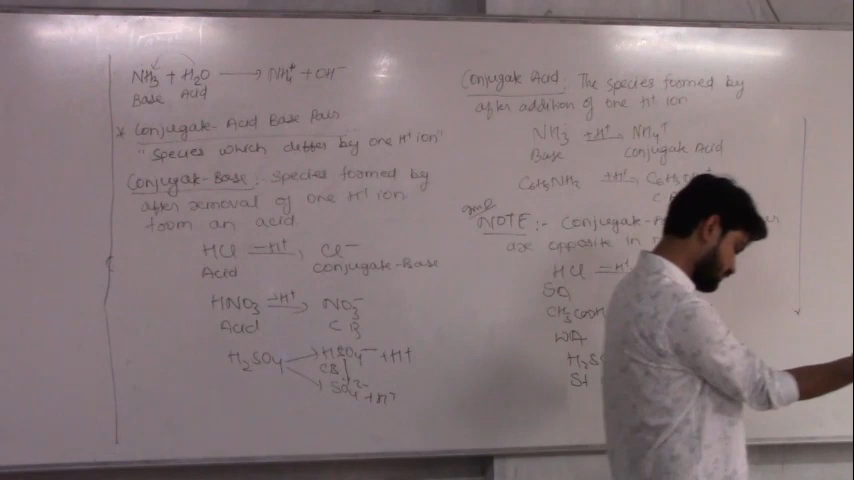 NH3 + H2O → NH4+ + OH−
Base Acid
* Conjugate-Acid Base Pair
"Species which differ by one H+ ion"
Conjugate-Base: Species formed by
after removal of one H+ ion
from an acid.
HCl −H+→ Cl−
Acid Conjugate-Base
HNO3 −H+→ NO3−
Acid C B
H2SO4 → HSO4− + H+
CB
SO4 2− + H+
Conjugate Acid: The species formed by
after addition of one H+ ion
NH3 +H+→ NH4+
Base Conjugate Acid
C6H5NH2 +H+→ C6H5
NOTE:- Conjugate-
are opposite in
HCl −H+
SA
CH3COOH
WA
H2S